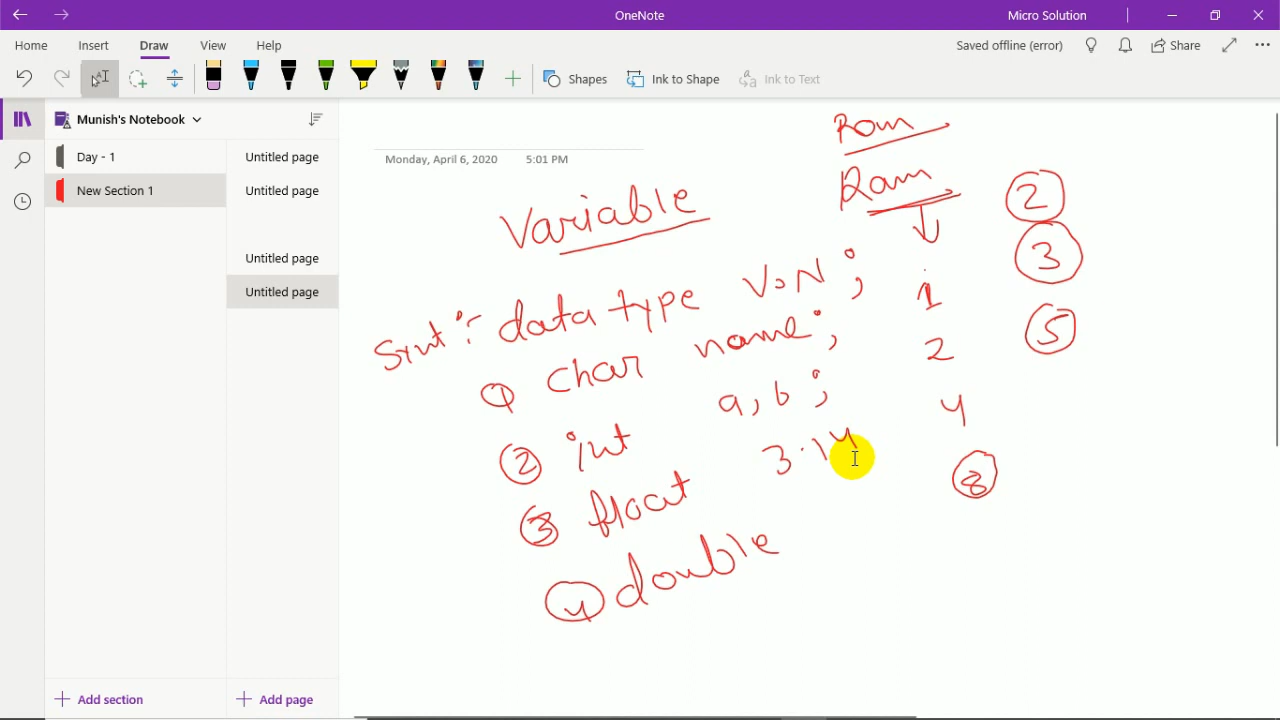 OneNote
Micro Solution
Home Insert Draw View Help
Saved offline (error)
Share
Shapes
Ink to Shape
Ink to Text
Munish's Notebook
Day - 1
New Section 1
Untitled page
Untitled page
Untitled page
Untitled page
Add section
Add page
Monday, April 6, 2020 5:01 PM
Rom
Ram
Variable
2
3
5
Synt :- data type V.N ; 1
1 char name ; 2
2 int a, b ; 4
3 float 3.14 8
4 double